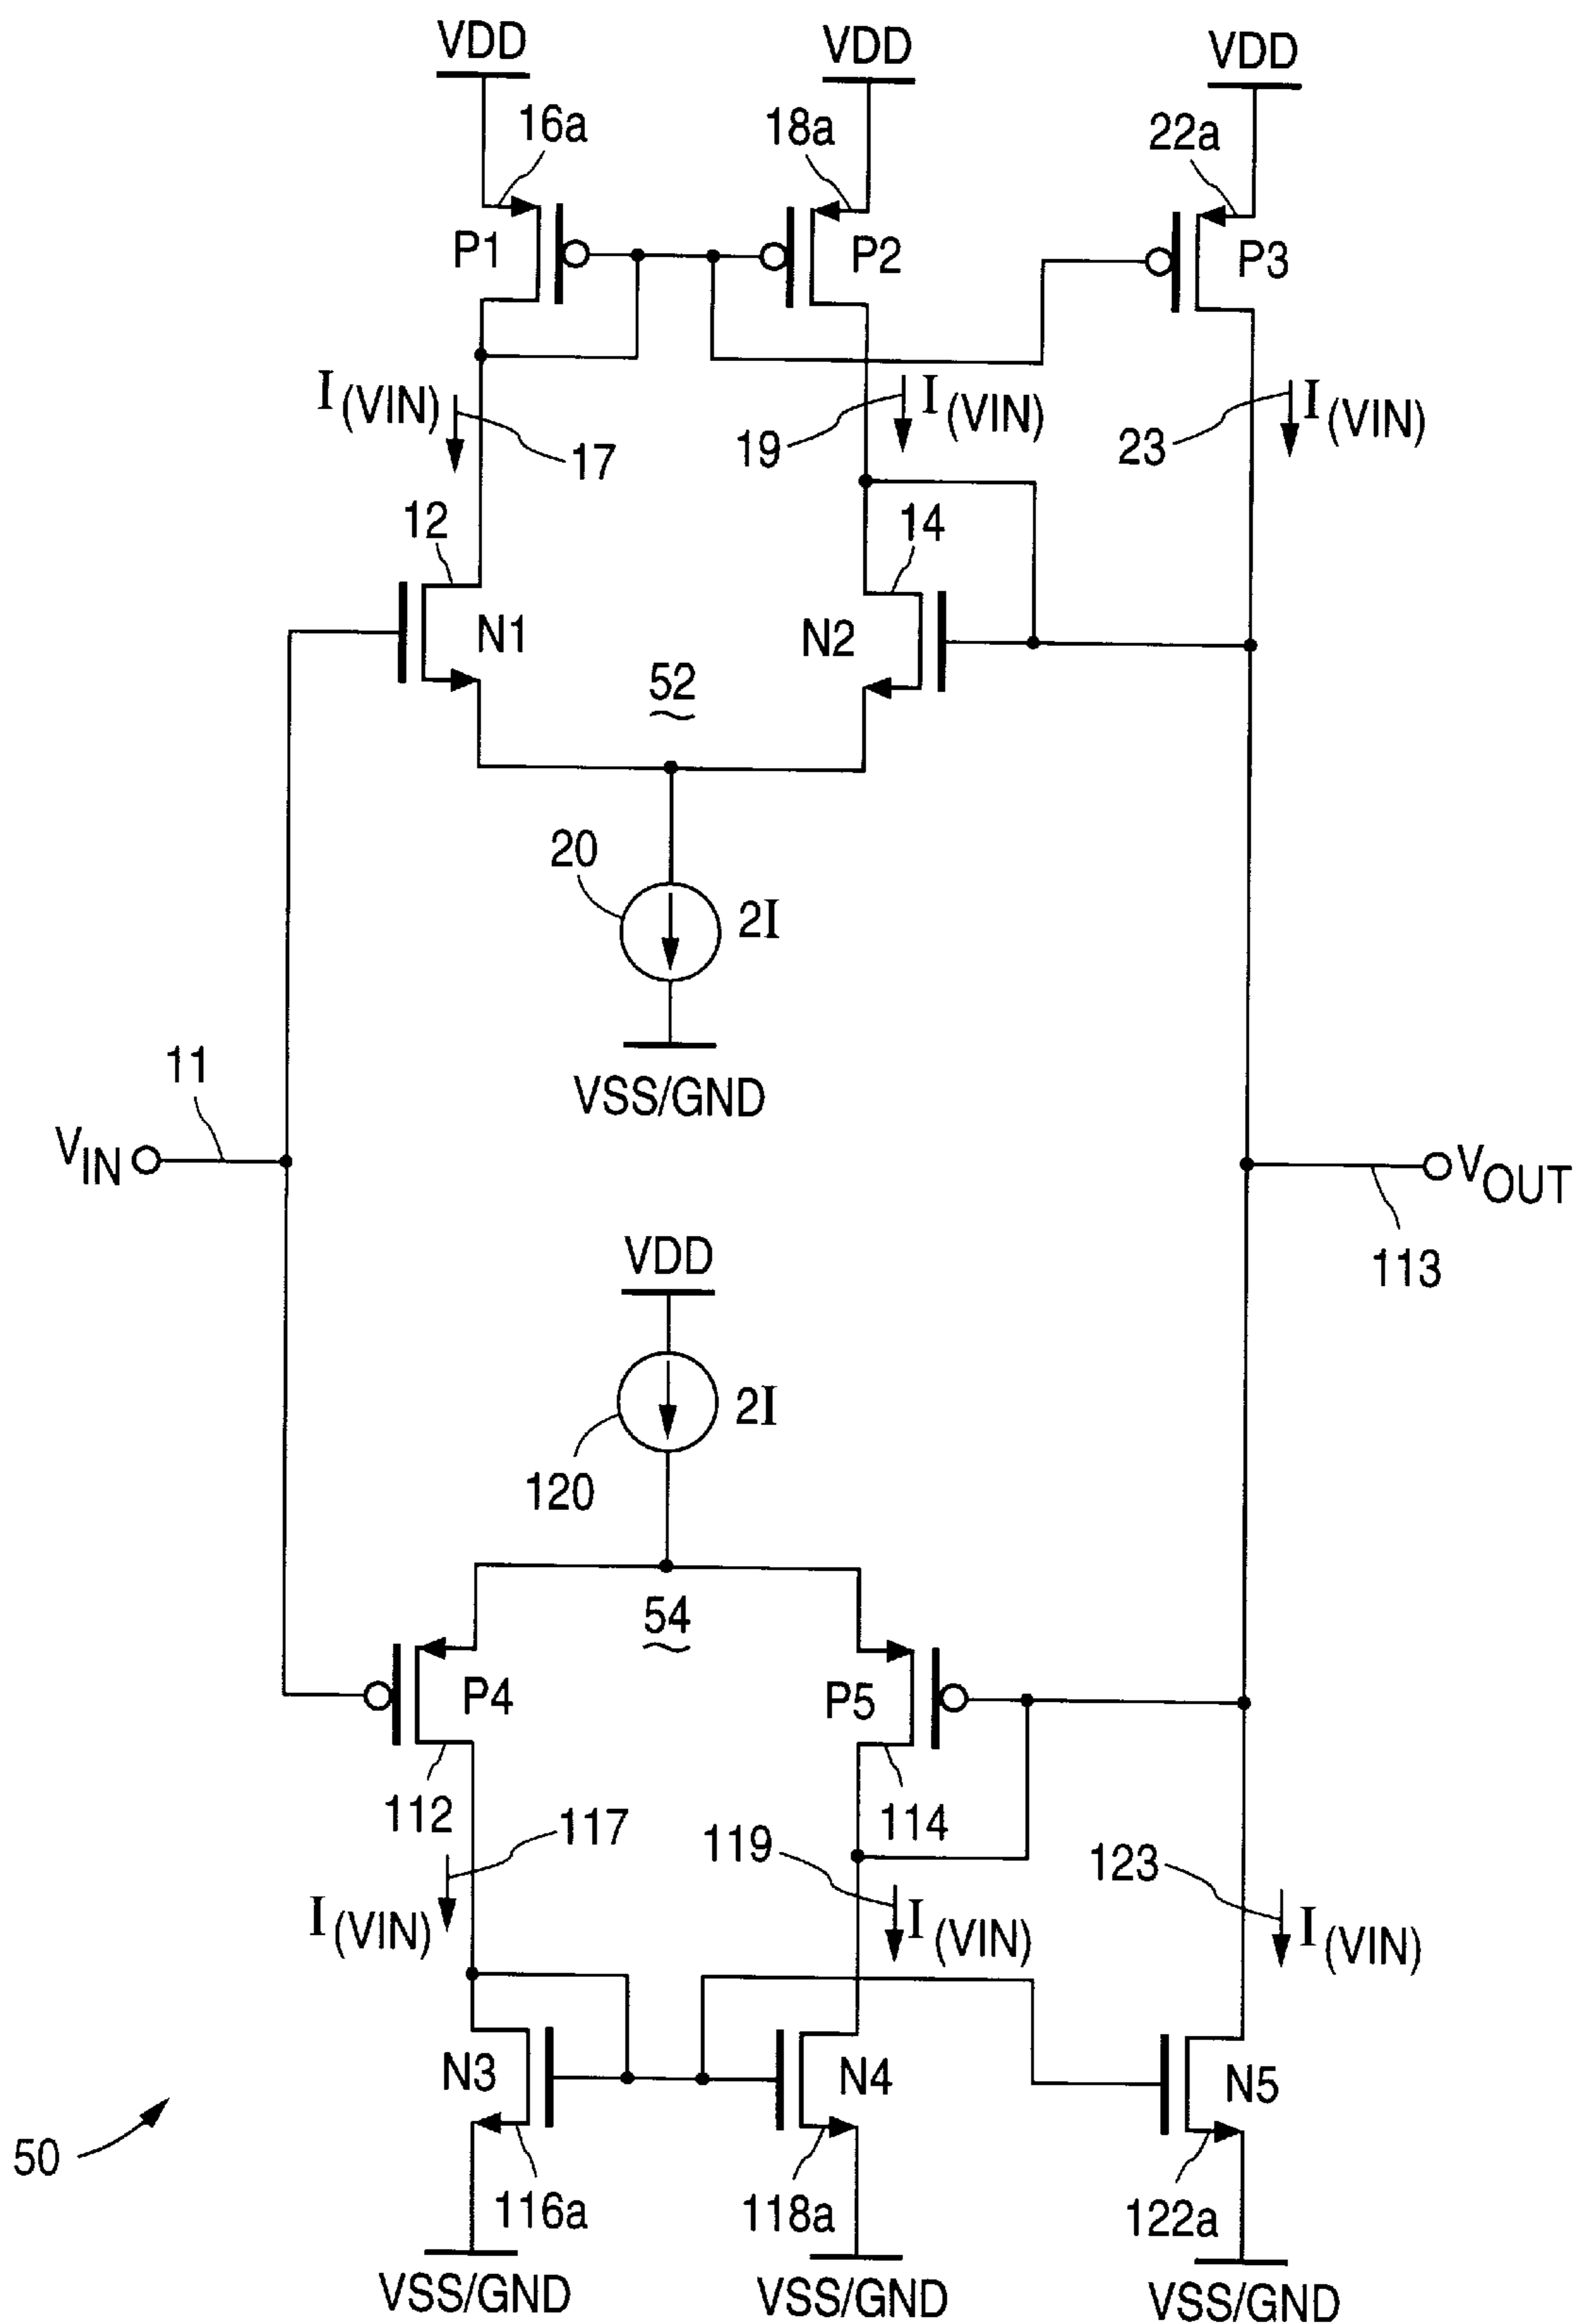 VDD
VDD
VDD
16a
18a
22a
P1
P2
P3
I(VIN)
I(VIN)
I(VIN)
17
19
23
12
14
N1
N2
52
20
2I
VSS/GND
11
VIN
VOUT
113
VDD
2I
120
54
P4
P5
112
114
117
119
123
I(VIN)
I(VIN)
I(VIN)
N3
N4
N5
50
116a
118a
122a
VSS/GND
VSS/GND
VSS/GND